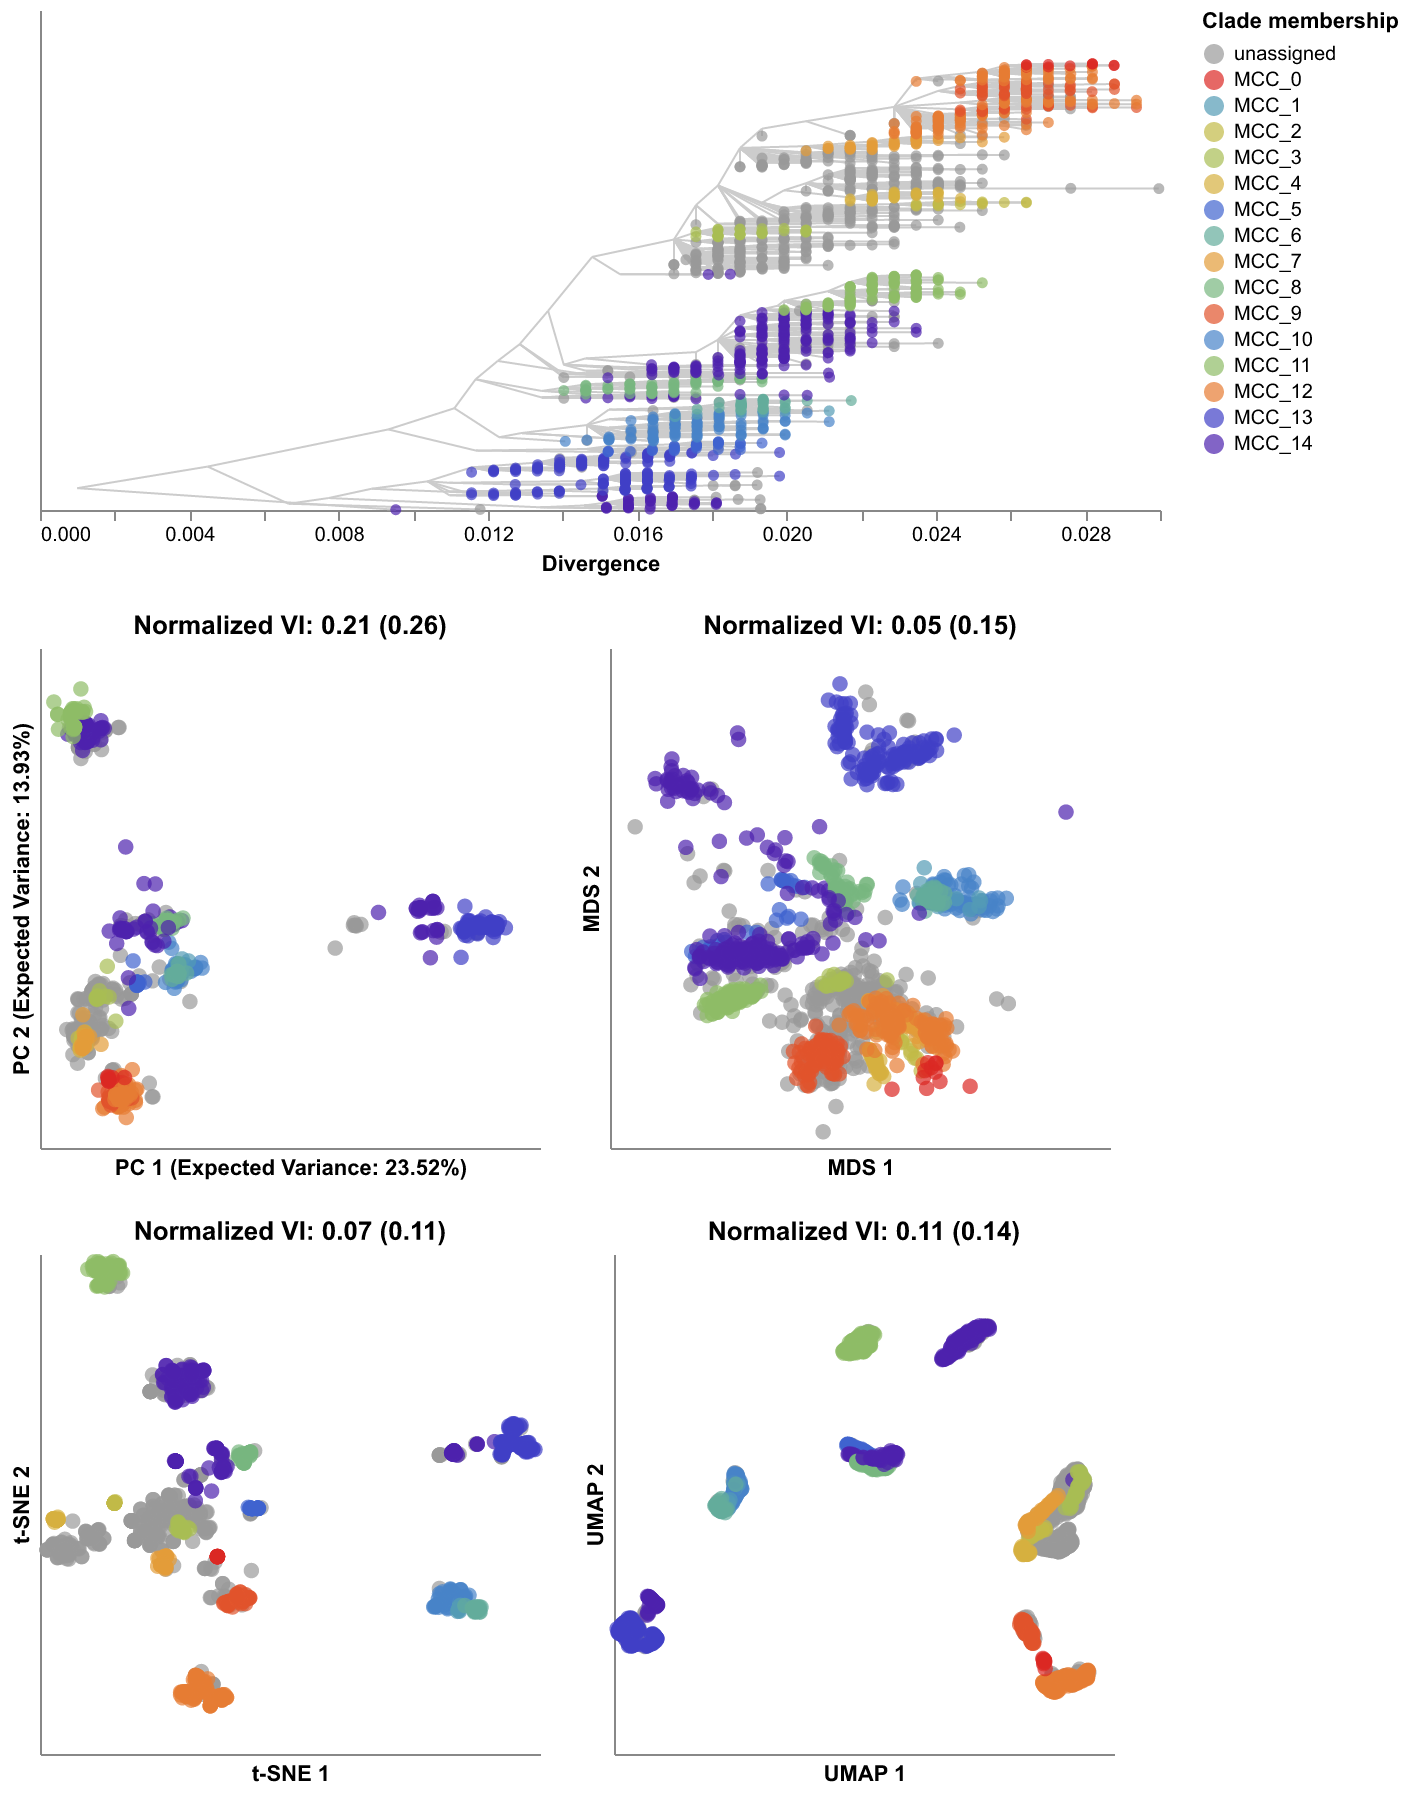 Clade membership
unassigned
MCC_0
MCC_1
MCC_2
MCC_3
MCC_4
MCC_5
MCC_6
MCC_7
MCC_8
MCC_9
MCC_10
MCC_11
MCC_12
MCC_13
MCC_14
0.000 0.004 0.008 0.012 0.016 0.020 0.024 0.028
Divergence
Normalized VI: 0.21 (0.26)
PC 2 (Expected Variance: 13.93%)
PC 1 (Expected Variance: 23.52%)
Normalized VI: 0.05 (0.15)
MDS 2
MDS 1
Normalized VI: 0.07 (0.11)
t-SNE 2
t-SNE 1
Normalized VI: 0.11 (0.14)
UMAP 2
UMAP 1